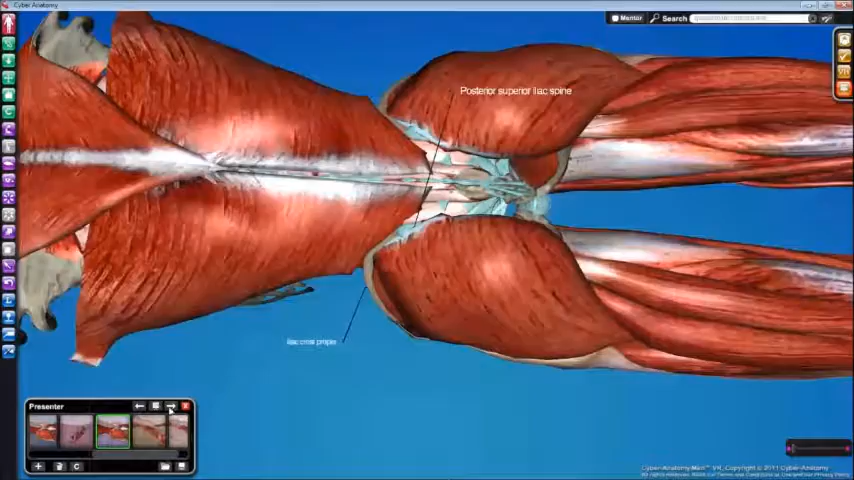 Cyber Anatomy
Mentor
Search
VR
Posterior superior iliac spine
iliac crest proper
Presenter
C
Cyber-Anatomy Med™ VR, Copyright © 2011 Cyber-Anatomy